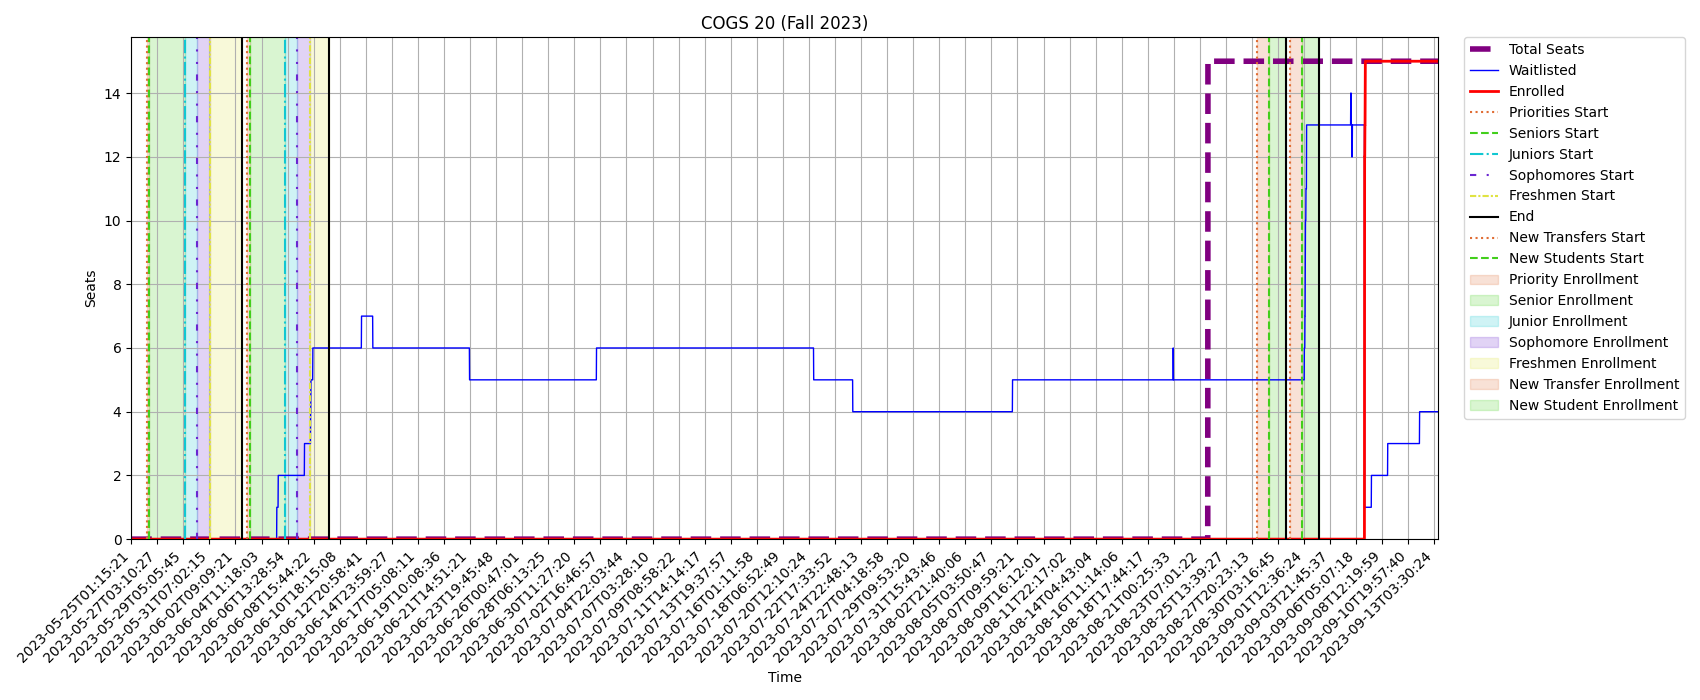 COGS 20 (Fall 2023)
Seats
14
12
10
8
6
4
2
0
2023-05-25T01:15:21
2023-05-27T03:10:27
2023-05-29T05:05:45
2023-05-31T07:02:15
2023-06-02T09:09:21
2023-06-04T11:18:03
2023-06-06T13:28:54
2023-06-08T15:44:22
2023-06-10T18:15:08
2023-06-12T20:58:41
2023-06-14T23:59:27
2023-06-17T05:08:11
2023-06-19T10:08:36
2023-06-21T14:51:21
2023-06-23T19:45:48
2023-06-26T00:47:01
2023-06-28T06:13:25
2023-06-30T11:27:20
2023-07-02T16:46:57
2023-07-04T22:03:44
2023-07-07T03:28:10
2023-07-09T08:58:22
2023-07-11T14:14:17
2023-07-13T19:37:57
2023-07-16T01:11:58
2023-07-18T06:52:49
2023-07-20T12:10:24
2023-07-22T17:33:52
2023-07-24T22:48:13
2023-07-27T04:18:58
2023-07-29T09:53:20
2023-07-31T15:43:46
2023-08-02T21:40:06
2023-08-05T03:50:47
2023-08-07T09:59:21
2023-08-09T16:12:01
2023-08-11T22:17:02
2023-08-14T04:43:04
2023-08-16T11:14:06
2023-08-18T17:44:17
2023-08-21T00:25:33
2023-08-23T07:01:22
2023-08-25T13:39:27
2023-08-27T20:23:13
2023-08-30T03:16:45
2023-09-01T12:36:24
2023-09-03T21:45:37
2023-09-06T05:07:18
2023-09-08T12:19:59
2023-09-10T19:57:40
2023-09-13T03:30:24
Time
Total Seats
Waitlisted
Enrolled
Priorities Start
Seniors Start
Juniors Start
Sophomores Start
Freshmen Start
End
New Transfers Start
New Students Start
Priority Enrollment
Senior Enrollment
Junior Enrollment
Sophomore Enrollment
Freshmen Enrollment
New Transfer Enrollment
New Student Enrollment